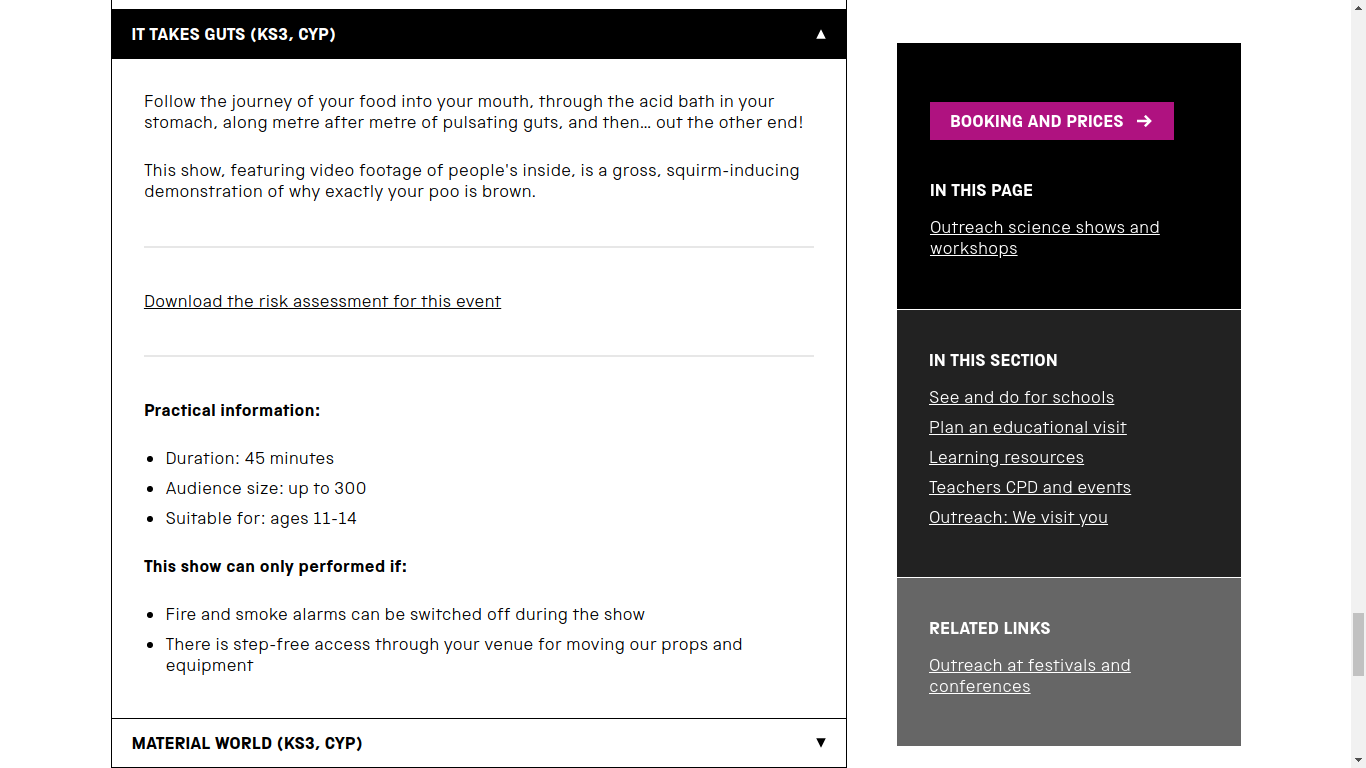 IT TAKES GUTS (KS3, CYP) ▲
Follow the journey of your food into your mouth, through the acid bath in your
stomach, along metre after metre of pulsating guts, and then… out the other end!
This show, featuring video footage of people's inside, is a gross, squirm-inducing
demonstration of why exactly your poo is brown.
Download the risk assessment for this event
Practical information:
• Duration: 45 minutes
• Audience size: up to 300
• Suitable for: ages 11-14
This show can only performed if:
• Fire and smoke alarms can be switched off during the show
• There is step-free access through your venue for moving our props and
equipment
MATERIAL WORLD (KS3, CYP) ▼
BOOKING AND PRICES →
IN THIS PAGE
Outreach science shows and
workshops
IN THIS SECTION
See and do for schools
Plan an educational visit
Learning resources
Teachers CPD and events
Outreach: We visit you
RELATED LINKS
Outreach at festivals and
conferences